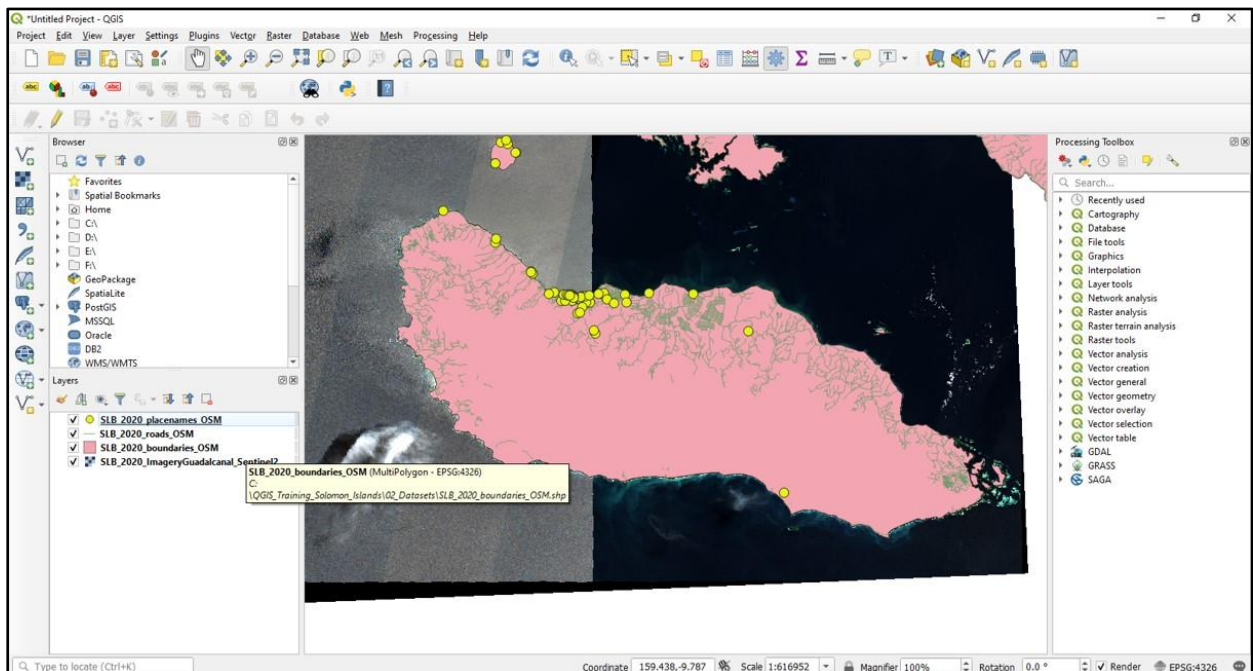 *Untitled Project - QGIS
Project Edit View Layer Settings Plugins Vector Raster Database Web Mesh Processing Help
abc
Browser
Favorites
Spatial Bookmarks
Home
C:\
D:\
E:\
F:\
GeoPackage
SpatiaLite
PostGIS
MSSQL
Oracle
DB2
WMS/WMTS
Layers
SLB_2020_placenames_OSM
SLB_2020_roads_OSM
SLB_2020_boundaries_OSM
SLB_2020_ImageryGuadalcanal_Sentinel2
SLB_2020_boundaries_OSM (MultiPolygon - EPSG:4326)
C:
\QGIS_Training_Solomon_Islands\02_Datasets\SLB_2020_boundaries_OSM.shp
Processing Toolbox
Search...
Recently used
Cartography
Database
File tools
Graphics
Interpolation
Layer tools
Network analysis
Raster analysis
Raster terrain analysis
Raster tools
Vector analysis
Vector creation
Vector general
Vector geometry
Vector overlay
Vector selection
Vector table
GDAL
GRASS
SAGA
Type to locate (Ctrl+K) Coordinate 159.438,-9.787 Scale 1:616952 Magnifier 100% Rotation 0.0 ° Render EPSG:4326